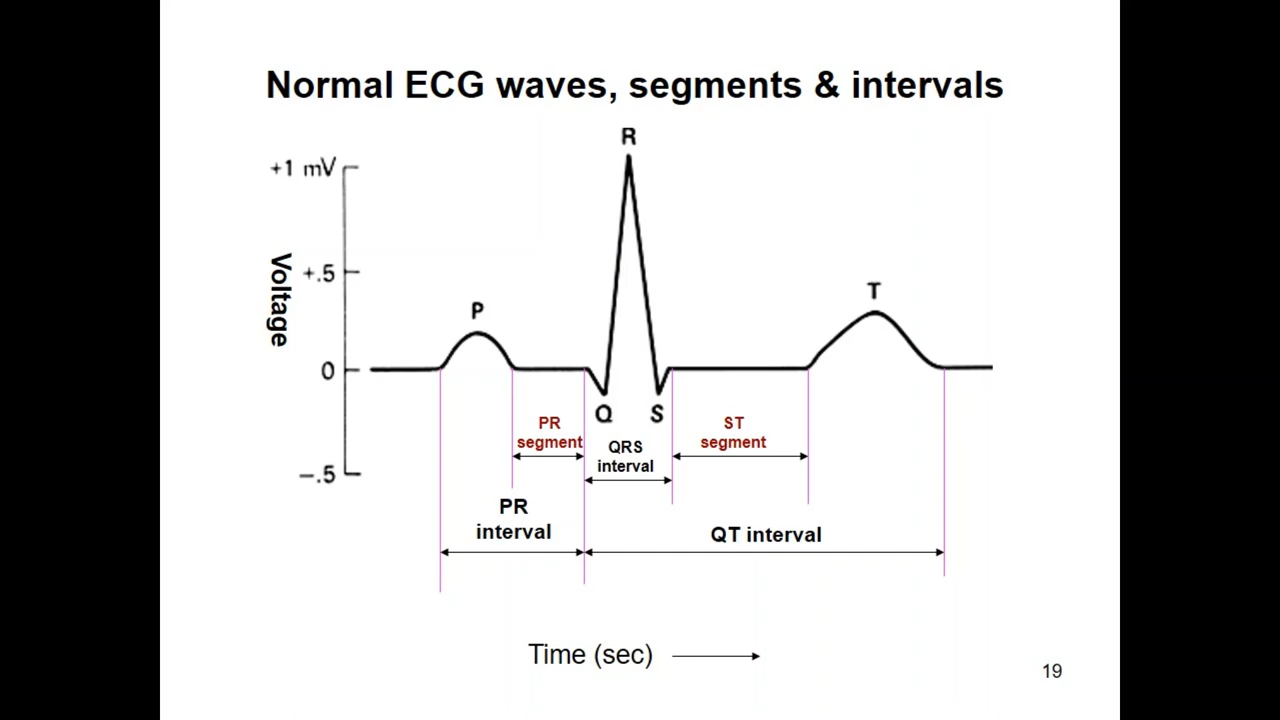 Normal ECG waves, segments & intervals
R
+1 mV
Voltage
+.5
T
P
0
Q
S
PR
segment
ST
segment
QRS
interval
–.5
PR
interval
QT interval
Time (sec)
19